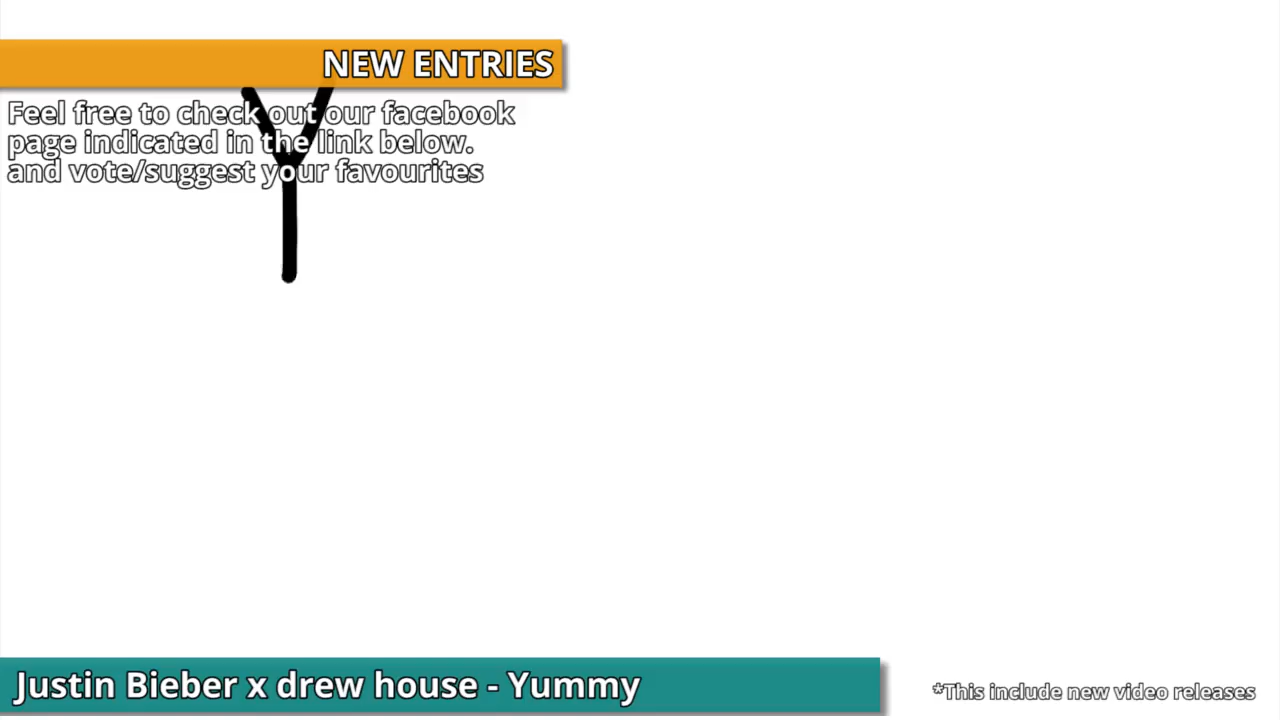 NEW ENTRIES
Feel free to check out our facebook
page indicated in the link below.
and vote/suggest your favourites
Y
Justin Bieber x drew house - Yummy
*This include new video releases